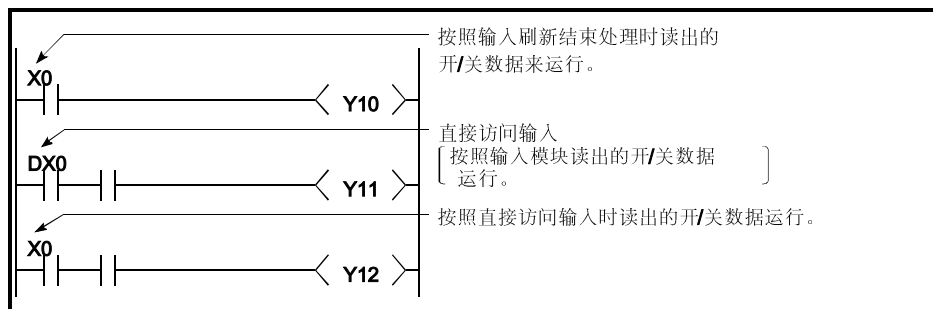 按照输入刷新结束处理时读出的
开/关数据来运行。
X0
Y10
直接访问输入
按照输入模块读出的开/关数据
运行。
DX0
Y11
按照直接访问输入时读出的开/关数据运行。
X0
Y12